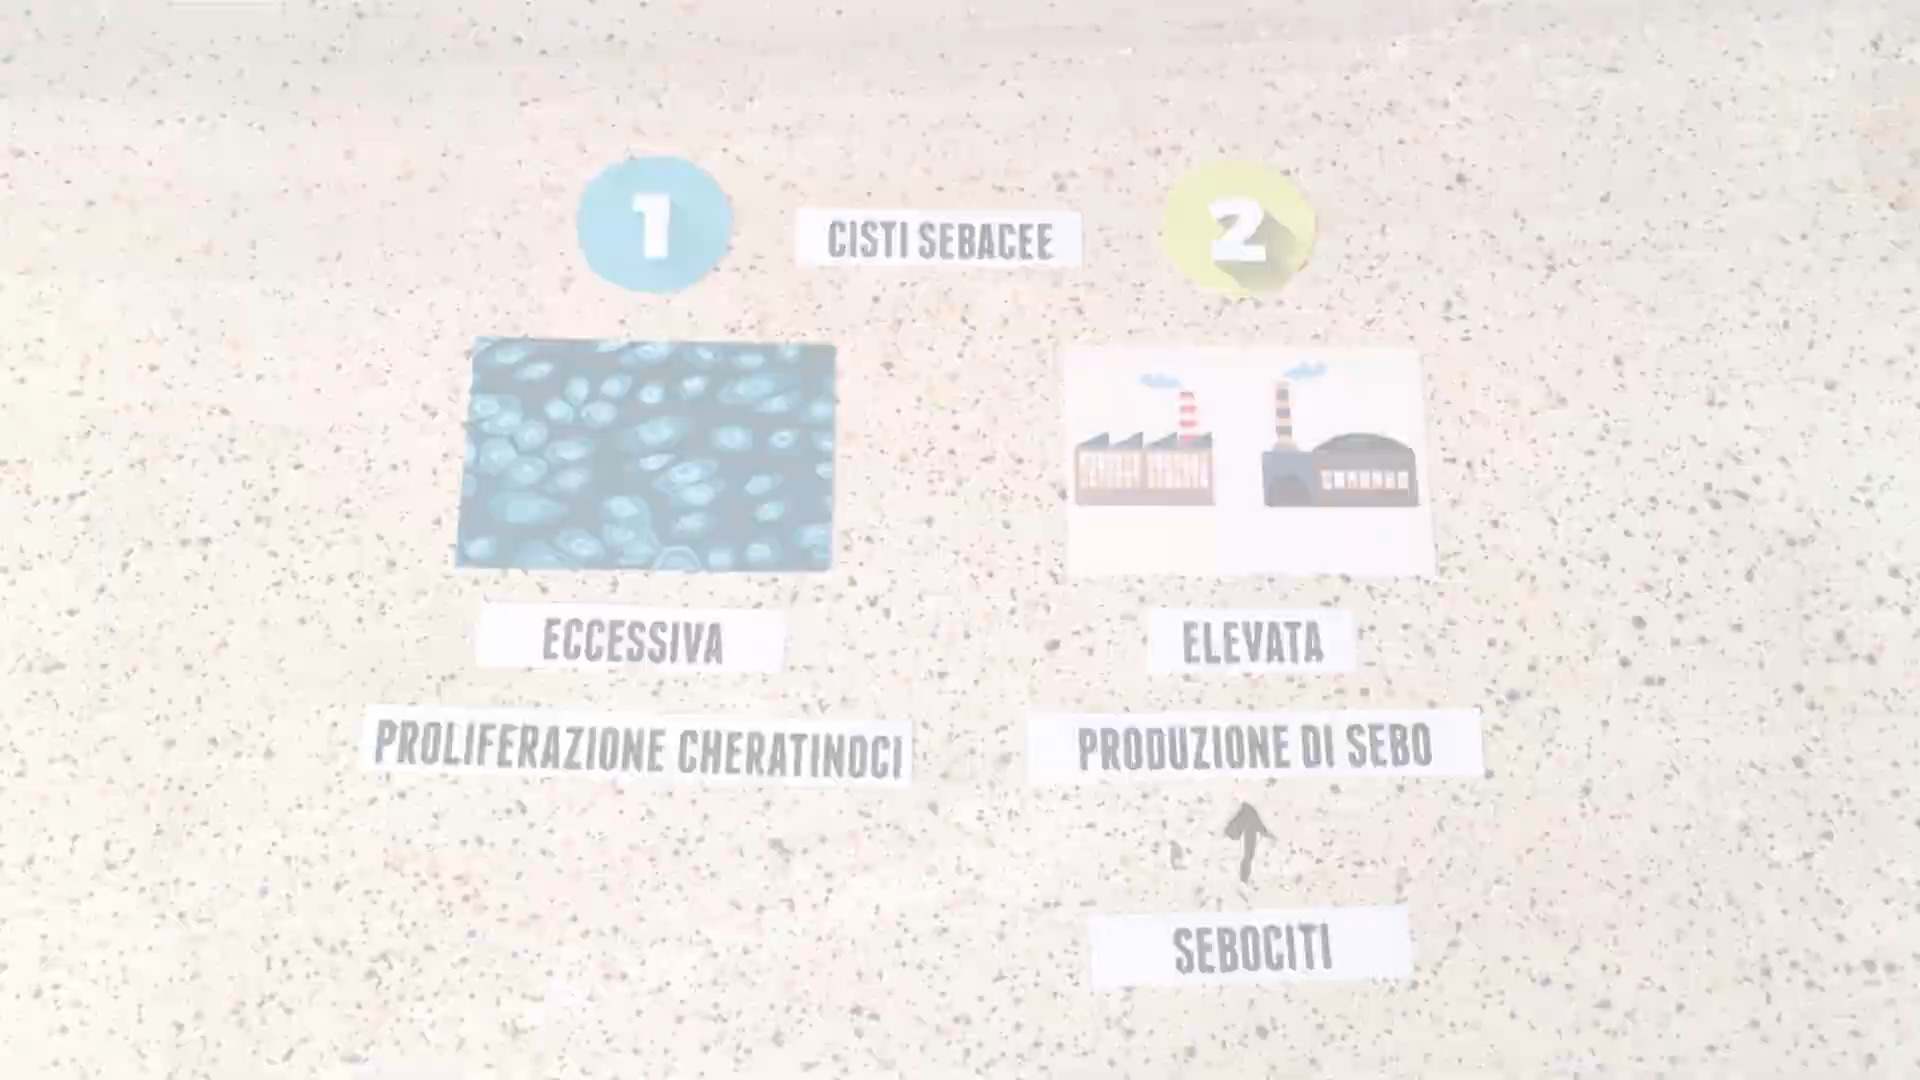 1
CISTI SEBACEE
2
ECCESSIVA
PROLIFERAZIONE CHERATINOCI
ELEVATA
PRODUZIONE DI SEBO
SEBOCITI